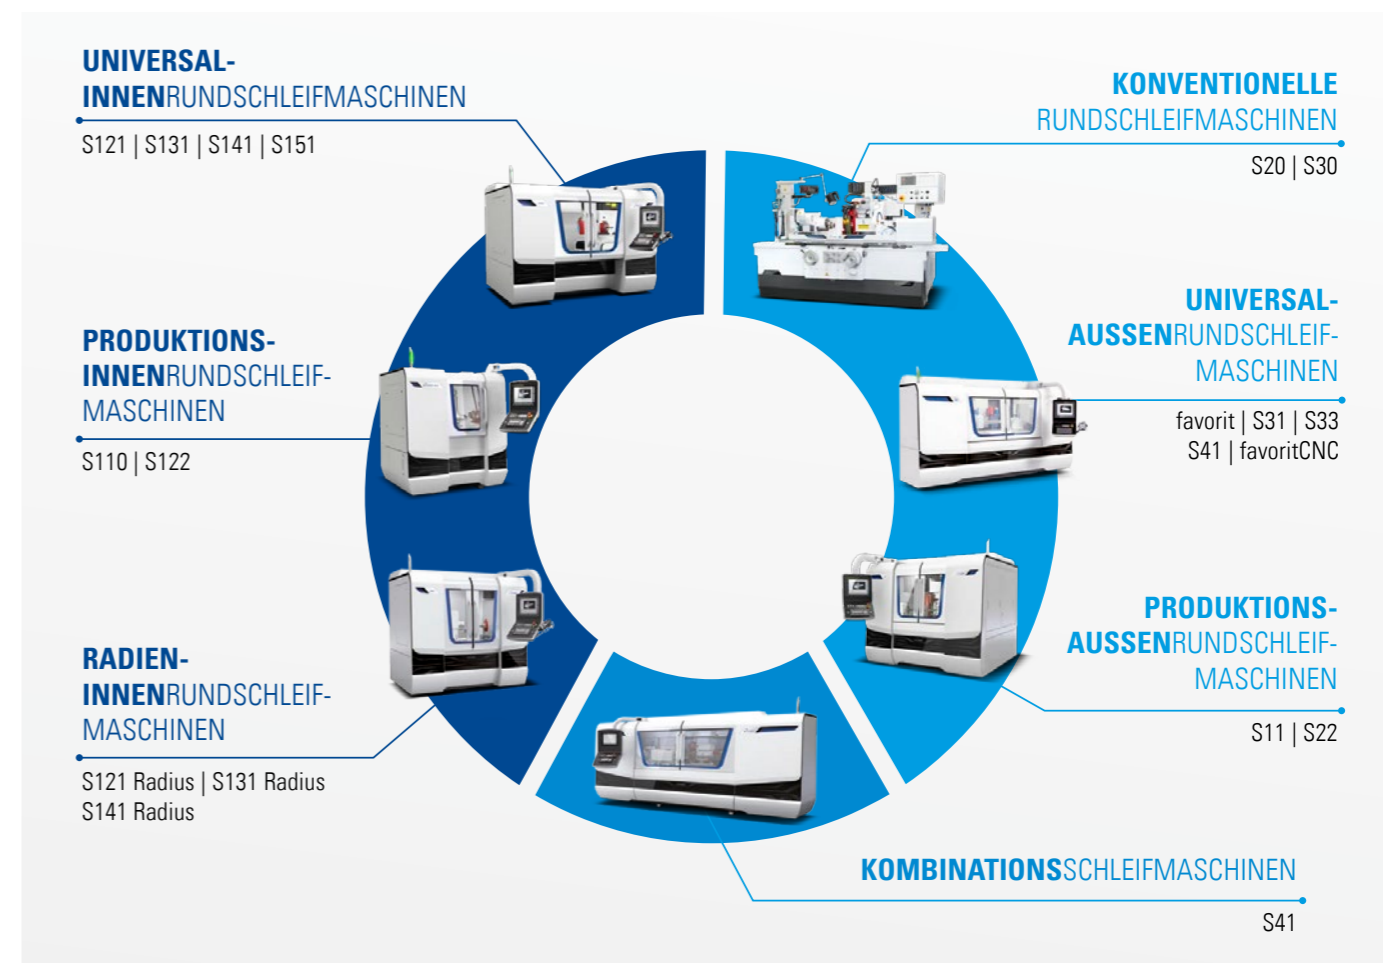 UNIVERSAL-
INNENRUNDSCHLEIFMASCHINEN
S121 | S131 | S141 | S151
PRODUKTIONS-
INNENRUNDSCHLEIF-
MASCHINEN
S110 | S122
RADIEN-
INNENRUNDSCHLEIF-
MASCHINEN
S121 Radius | S131 Radius
S141 Radius
KONVENTIONELLE
RUNDSCHLEIFMASCHINEN
S20 | S30
UNIVERSAL-
AUSSENRUNDSCHLEIF-
MASCHINEN
favorit | S31 | S33
S41 | favoritCNC
PRODUKTIONS-
AUSSENRUNDSCHLEIF-
MASCHINEN
S11 | S22
KOMBINATIONSSCHLEIFMASCHINEN
S41